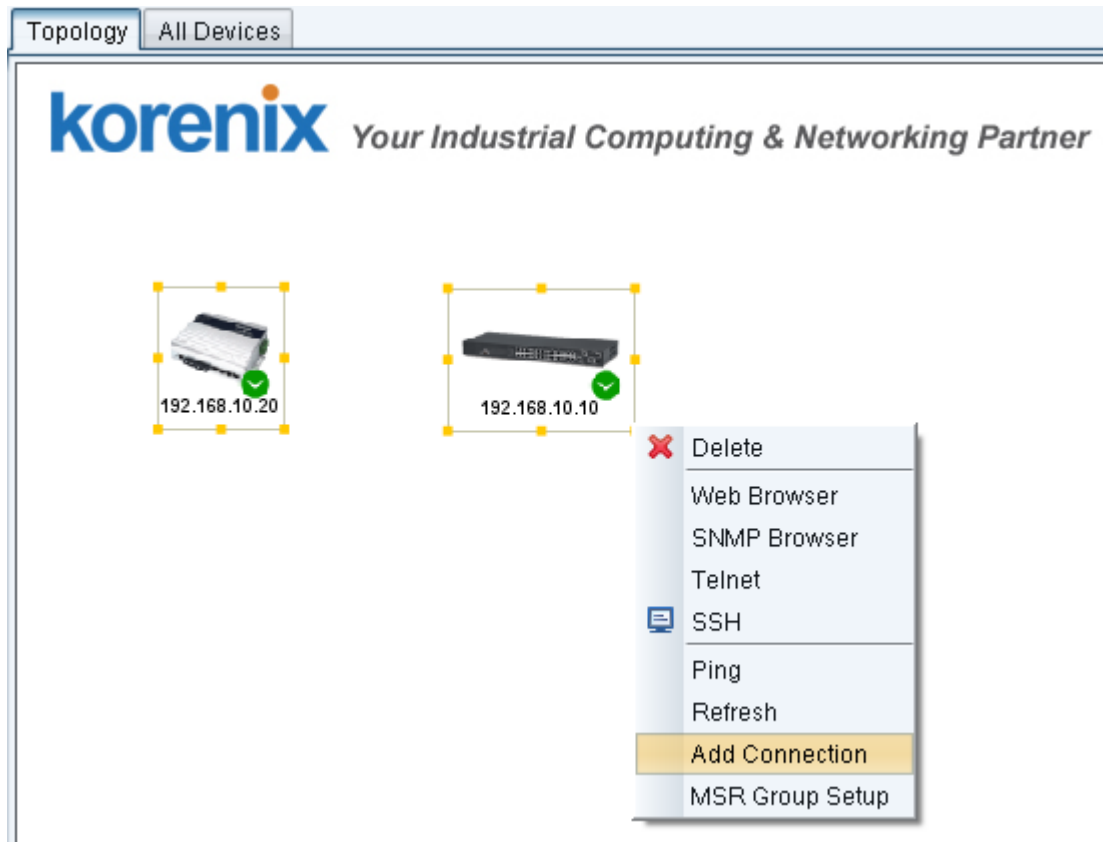 Topology All Devices
korenix Your Industrial Computing & Networking Partner
192.168.10.20 192.168.10.10
Delete
Web Browser
SNMP Browser
Telnet
SSH
Ping
Refresh
Add Connection
MSR Group Setup